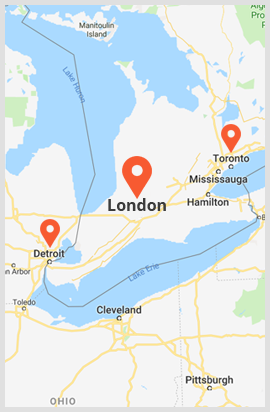 Manitoulin
Island
Lake Huron
Toronto
Mississauga
London
Hamilton
Detroit
Lake Erie
Toledo
Cleveland
Pittsburgh
OHIO